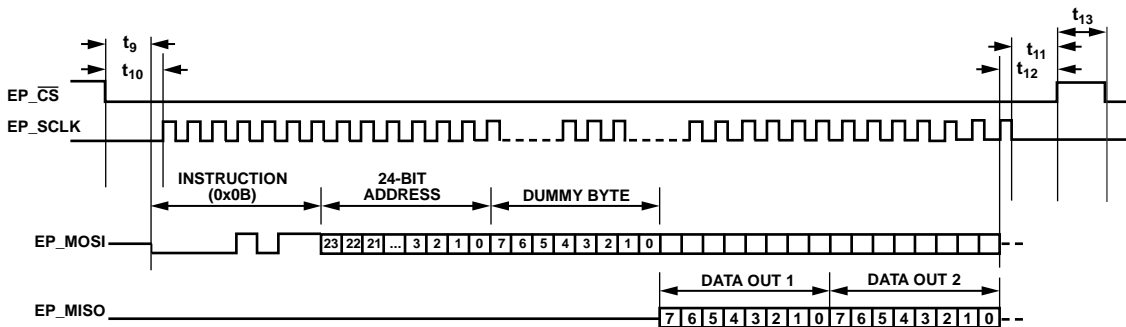 t13
t9
t11
t10
t12
EP_CS
EP_SCLK
INSTRUCTION
(0x0B)
24-BIT
ADDRESS
DUMMY BYTE
EP_MOSI
23 22 21 ... 3 2 1 0 7 6 5 4 3 2 1 0
DATA OUT 1
DATA OUT 2
EP_MISO
7 6 5 4 3 2 1 0 7 6 5 4 3 2 1 0